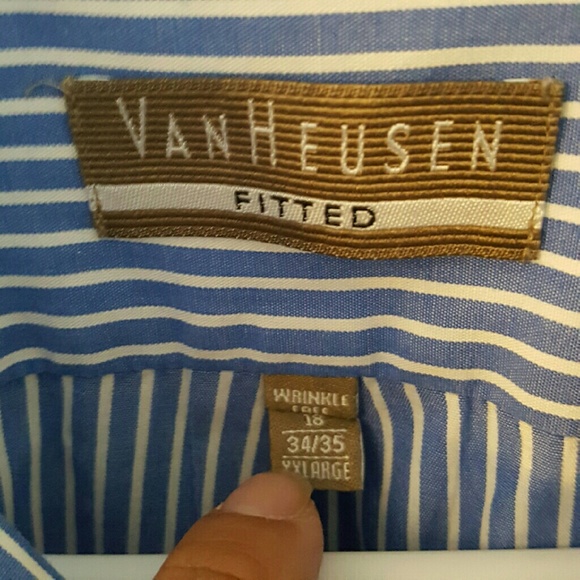 VANHEUSEN
FITTED
WRINKLE
FREE
18
34/35
XXLARGE